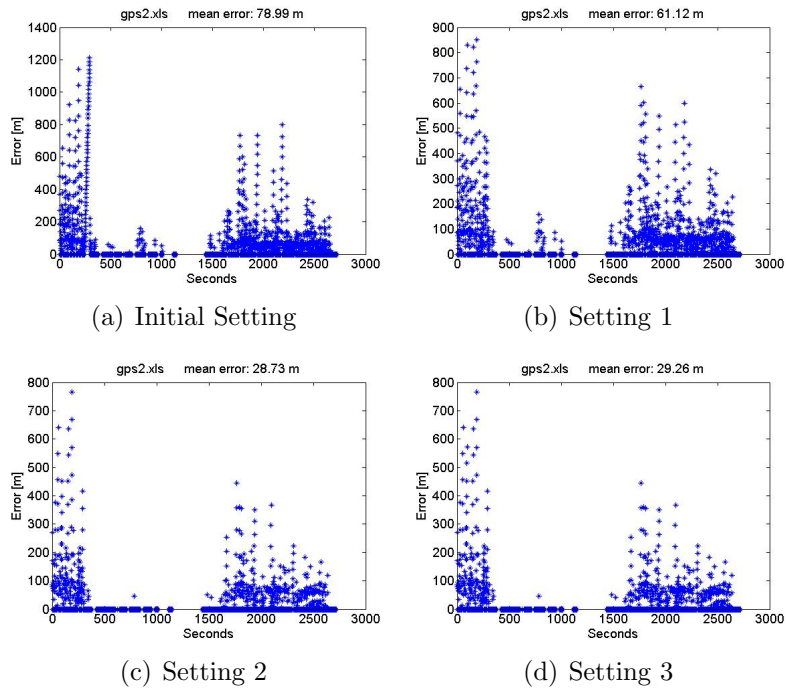 gps2.xls mean error: 78.99 m
1400
1200
1000
800
600
400
200
0
Error [m]
0 500 1000 1500 2000 2500 3000
Seconds
(a) Initial Setting
gps2.xls mean error: 61.12 m
900
800
700
600
500
400
300
200
100
0
Error [m]
0 500 1000 1500 2000 2500 3000
Seconds
(b) Setting 1
gps2.xls mean error: 28.73 m
800
700
600
500
400
300
200
100
0
Error [m]
0 500 1000 1500 2000 2500 3000
Seconds
(c) Setting 2
gps2.xls mean error: 29.26 m
800
700
600
500
400
300
200
100
0
Error [m]
0 500 1000 1500 2000 2500 3000
Seconds
(d) Setting 3